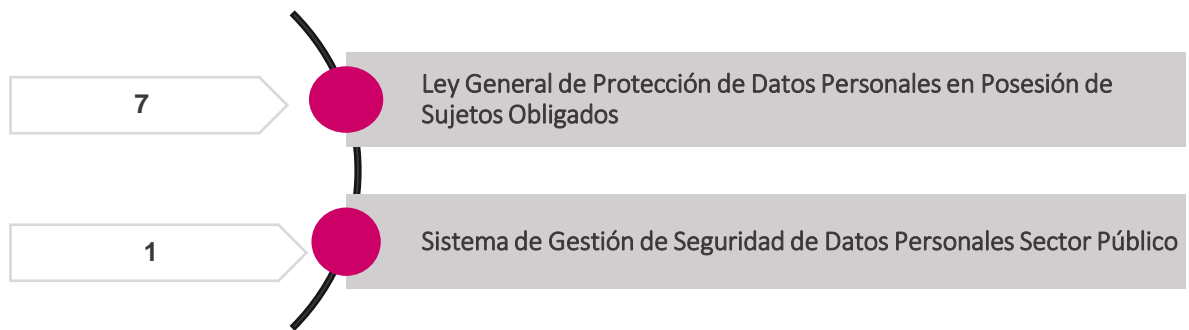 7
Ley General de Protección de Datos Personales en Posesión de
Sujetos Obligados
1
Sistema de Gestión de Seguridad de Datos Personales Sector Público